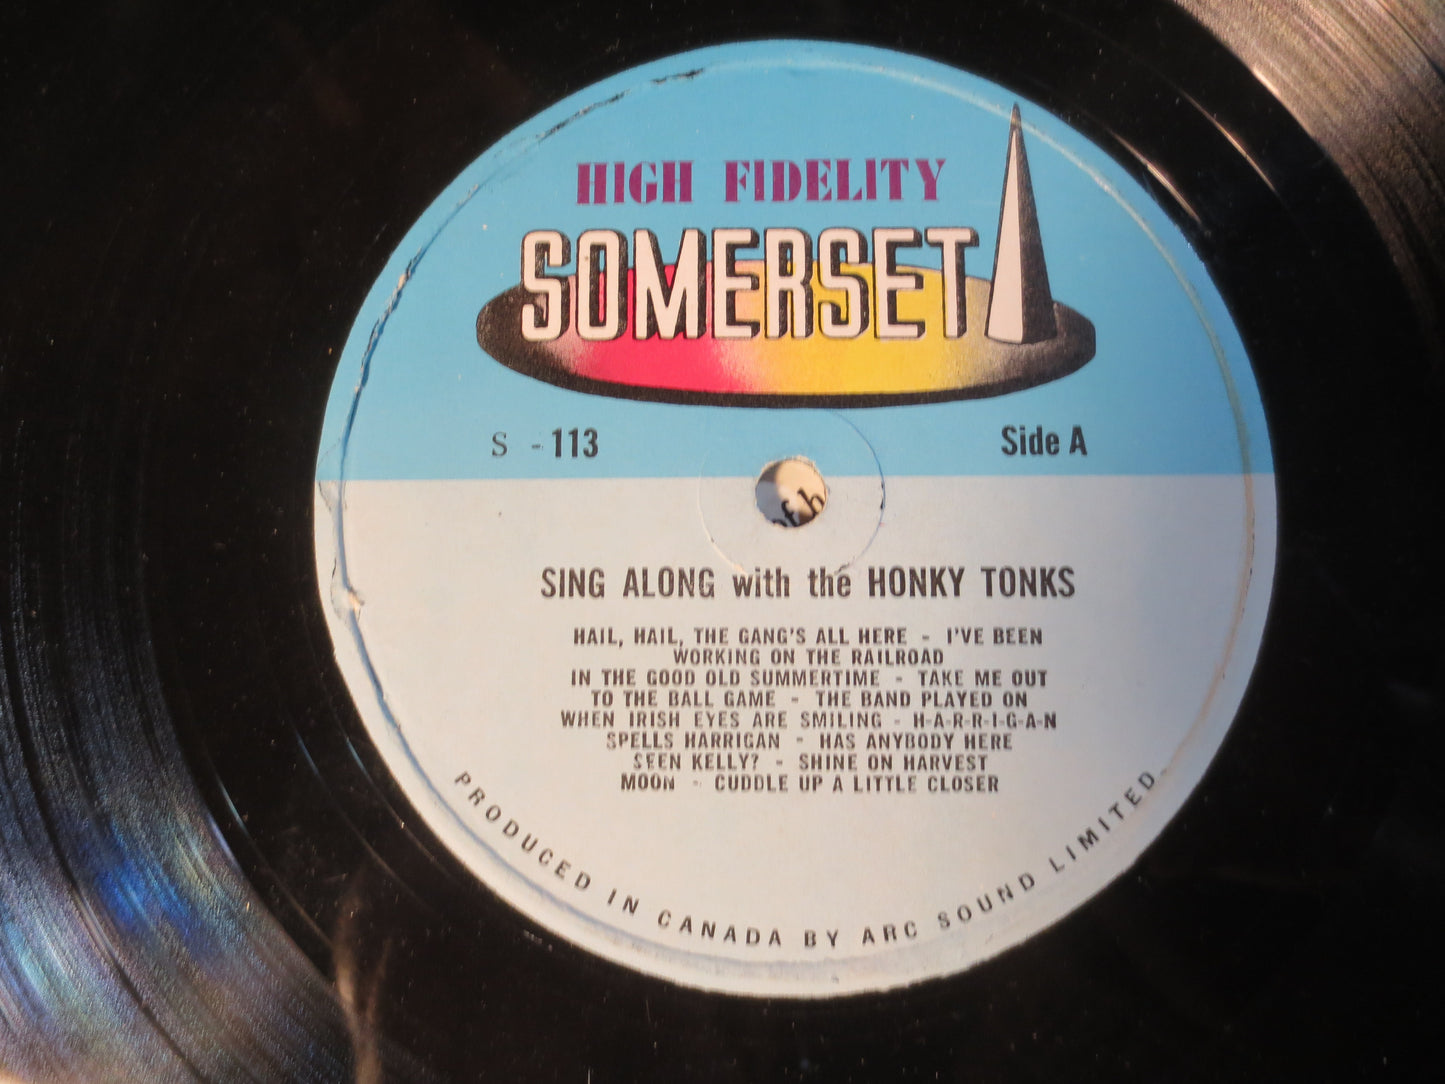 HIGH FIDELITY
SOMERSET
S - 113
Side A
of h
SING ALONG with the HONKY TONKS
HAIL, HAIL, THE GANG'S ALL HERE - I'VE BEEN
WORKING ON THE RAILROAD
IN THE GOOD OLD SUMMERTIME - TAKE ME OUT
TO THE BALL GAME - THE BAND PLAYED ON
WHEN IRISH EYES ARE SMILING - H-A-R-R-I-G-A-N
SPELLS HARRIGAN - HAS ANYBODY HERE
SEEN KELLY? - SHINE ON HARVEST
MOON - CUDDLE UP A LITTLE CLOSER
PRODUCED IN CANADA BY ARC SOUND LIMITED